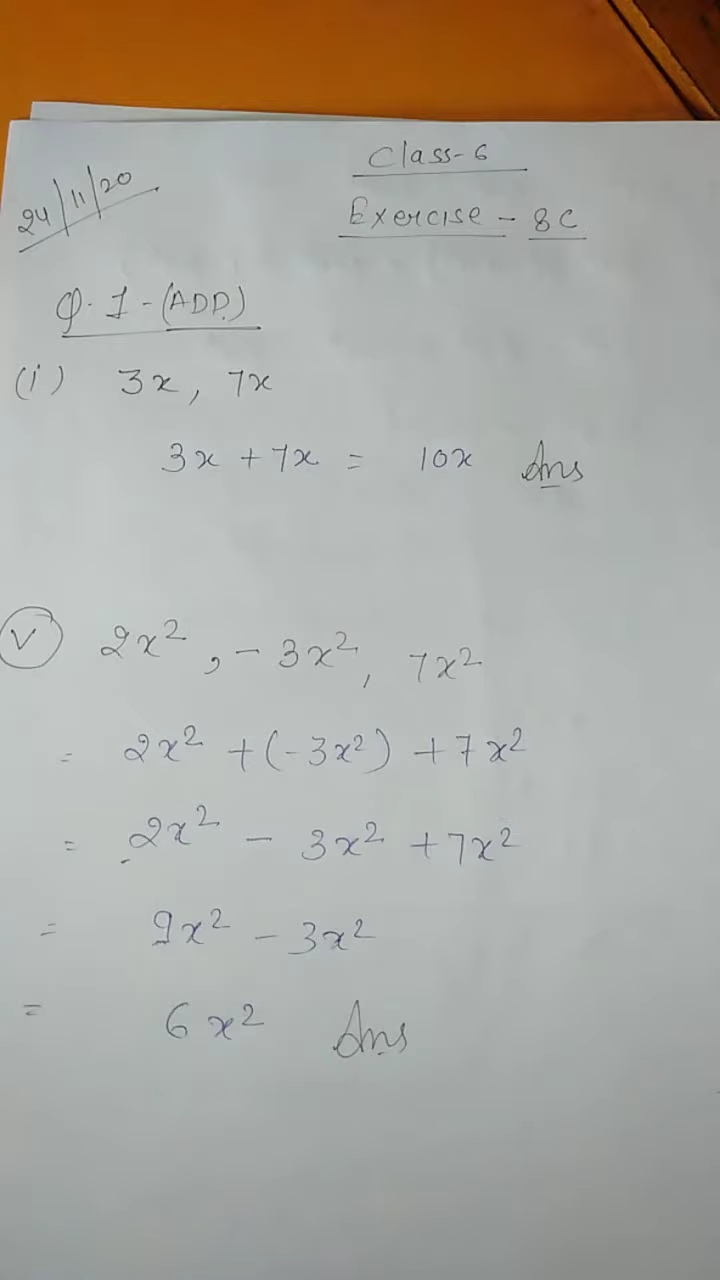 24/11/20
Class-6
Exercise - 8C
Q.1-(ADD.)
(i) 3x, 7x
3x + 7x = 10x Ans
(v) 2x², -3x², 7x²
= 2x² + (-3x²) + 7x²
= 2x² - 3x² + 7x²
= 9x² - 3x²
= 6x² Ans